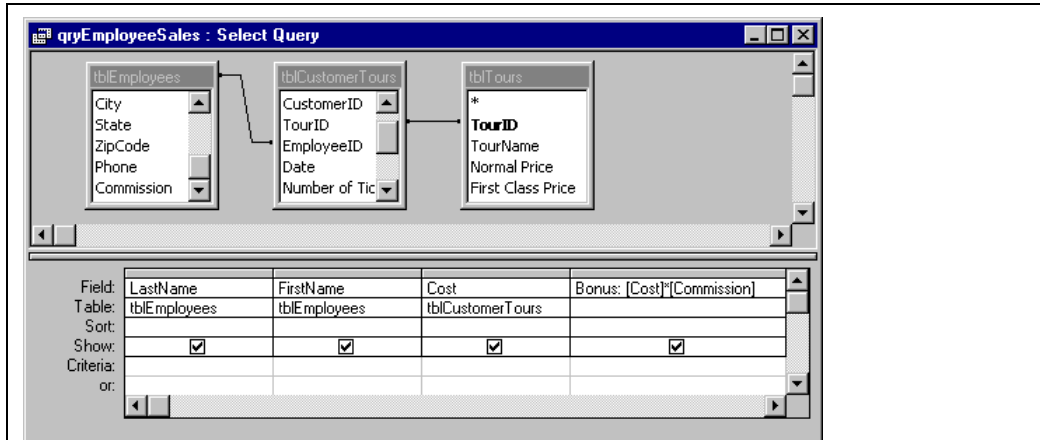 qryEmployeeSales : Select Query
tblEmployees
City
State
ZipCode
Phone
Commission
tblCustomerTours
CustomerID
TourID
EmployeeID
Date
Number of Tic
tblTours
*
TourID
TourName
Normal Price
First Class Price
Field: LastName FirstName Cost Bonus: [Cost]*[Commission]
Table: tblEmployees tblEmployees tblCustomerTours
Sort:
Show:
Criteria:
or: